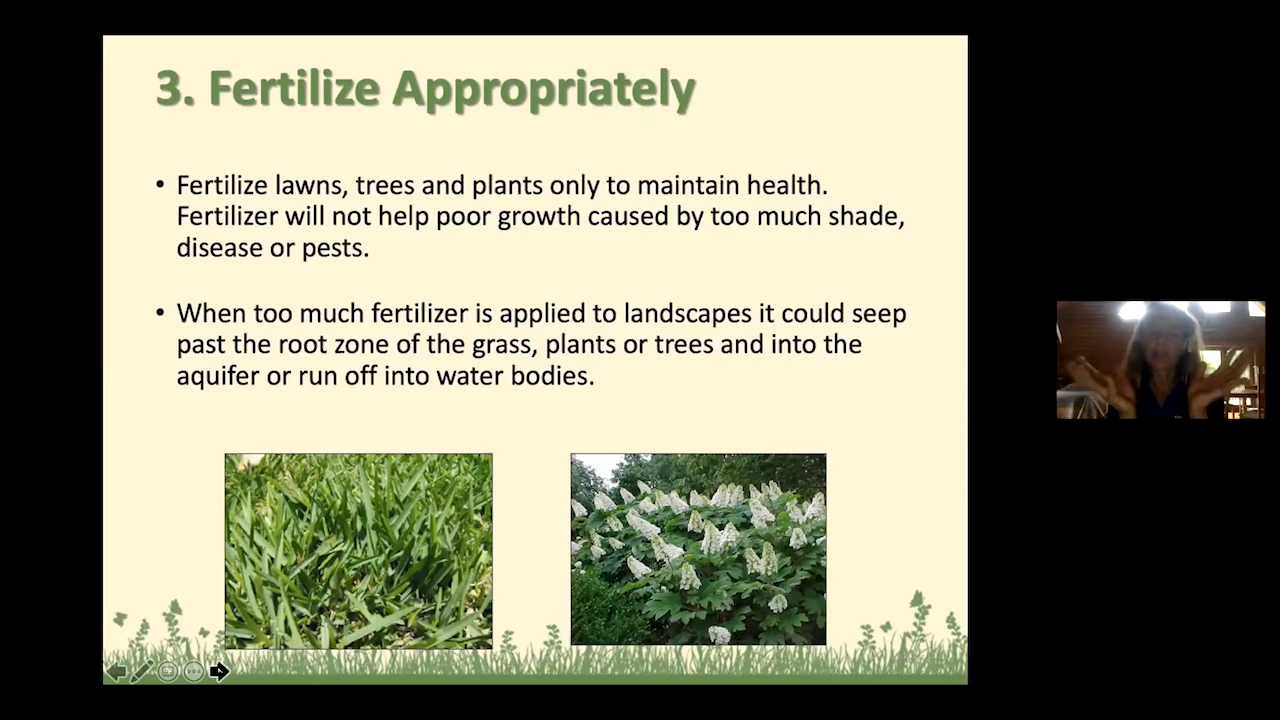 3. Fertilize Appropriately
• Fertilize lawns, trees and plants only to maintain health.
Fertilizer will not help poor growth caused by too much shade,
disease or pests.
• When too much fertilizer is applied to landscapes it could seep
past the root zone of the grass, plants or trees and into the
aquifer or run off into water bodies.